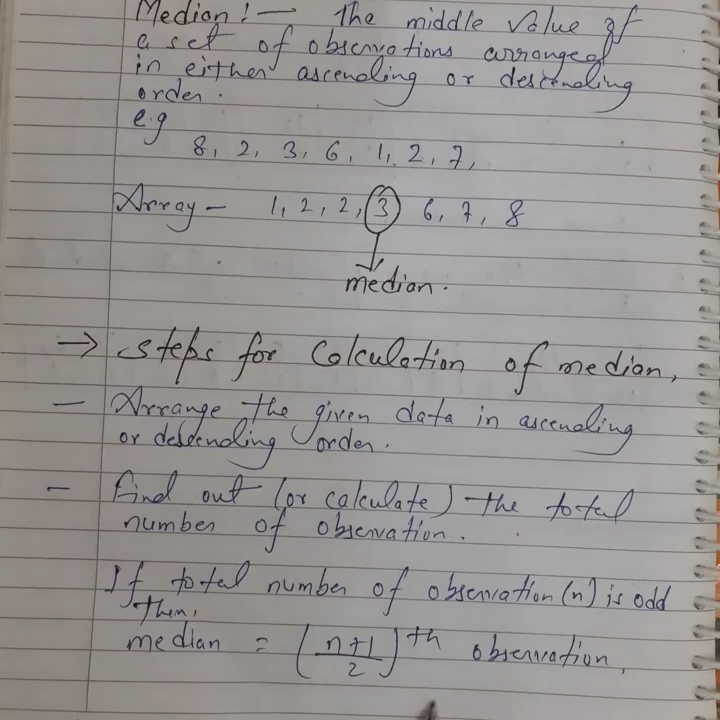 Median :- The middle value of
a set of observations arranged
in either ascending or descending
order.
e.g
8, 2, 3, 6, 1, 2, 7,
Array - 1, 2, 2, 3 6, 7, 8
median.
→ Steps for Calculation of median,
- Arrange the given data in ascending
or descending order.
- Find out (or calculate) the total
number of observation.
If total number of observation (n) is odd
Then,
median = (n+1/2)th observation,